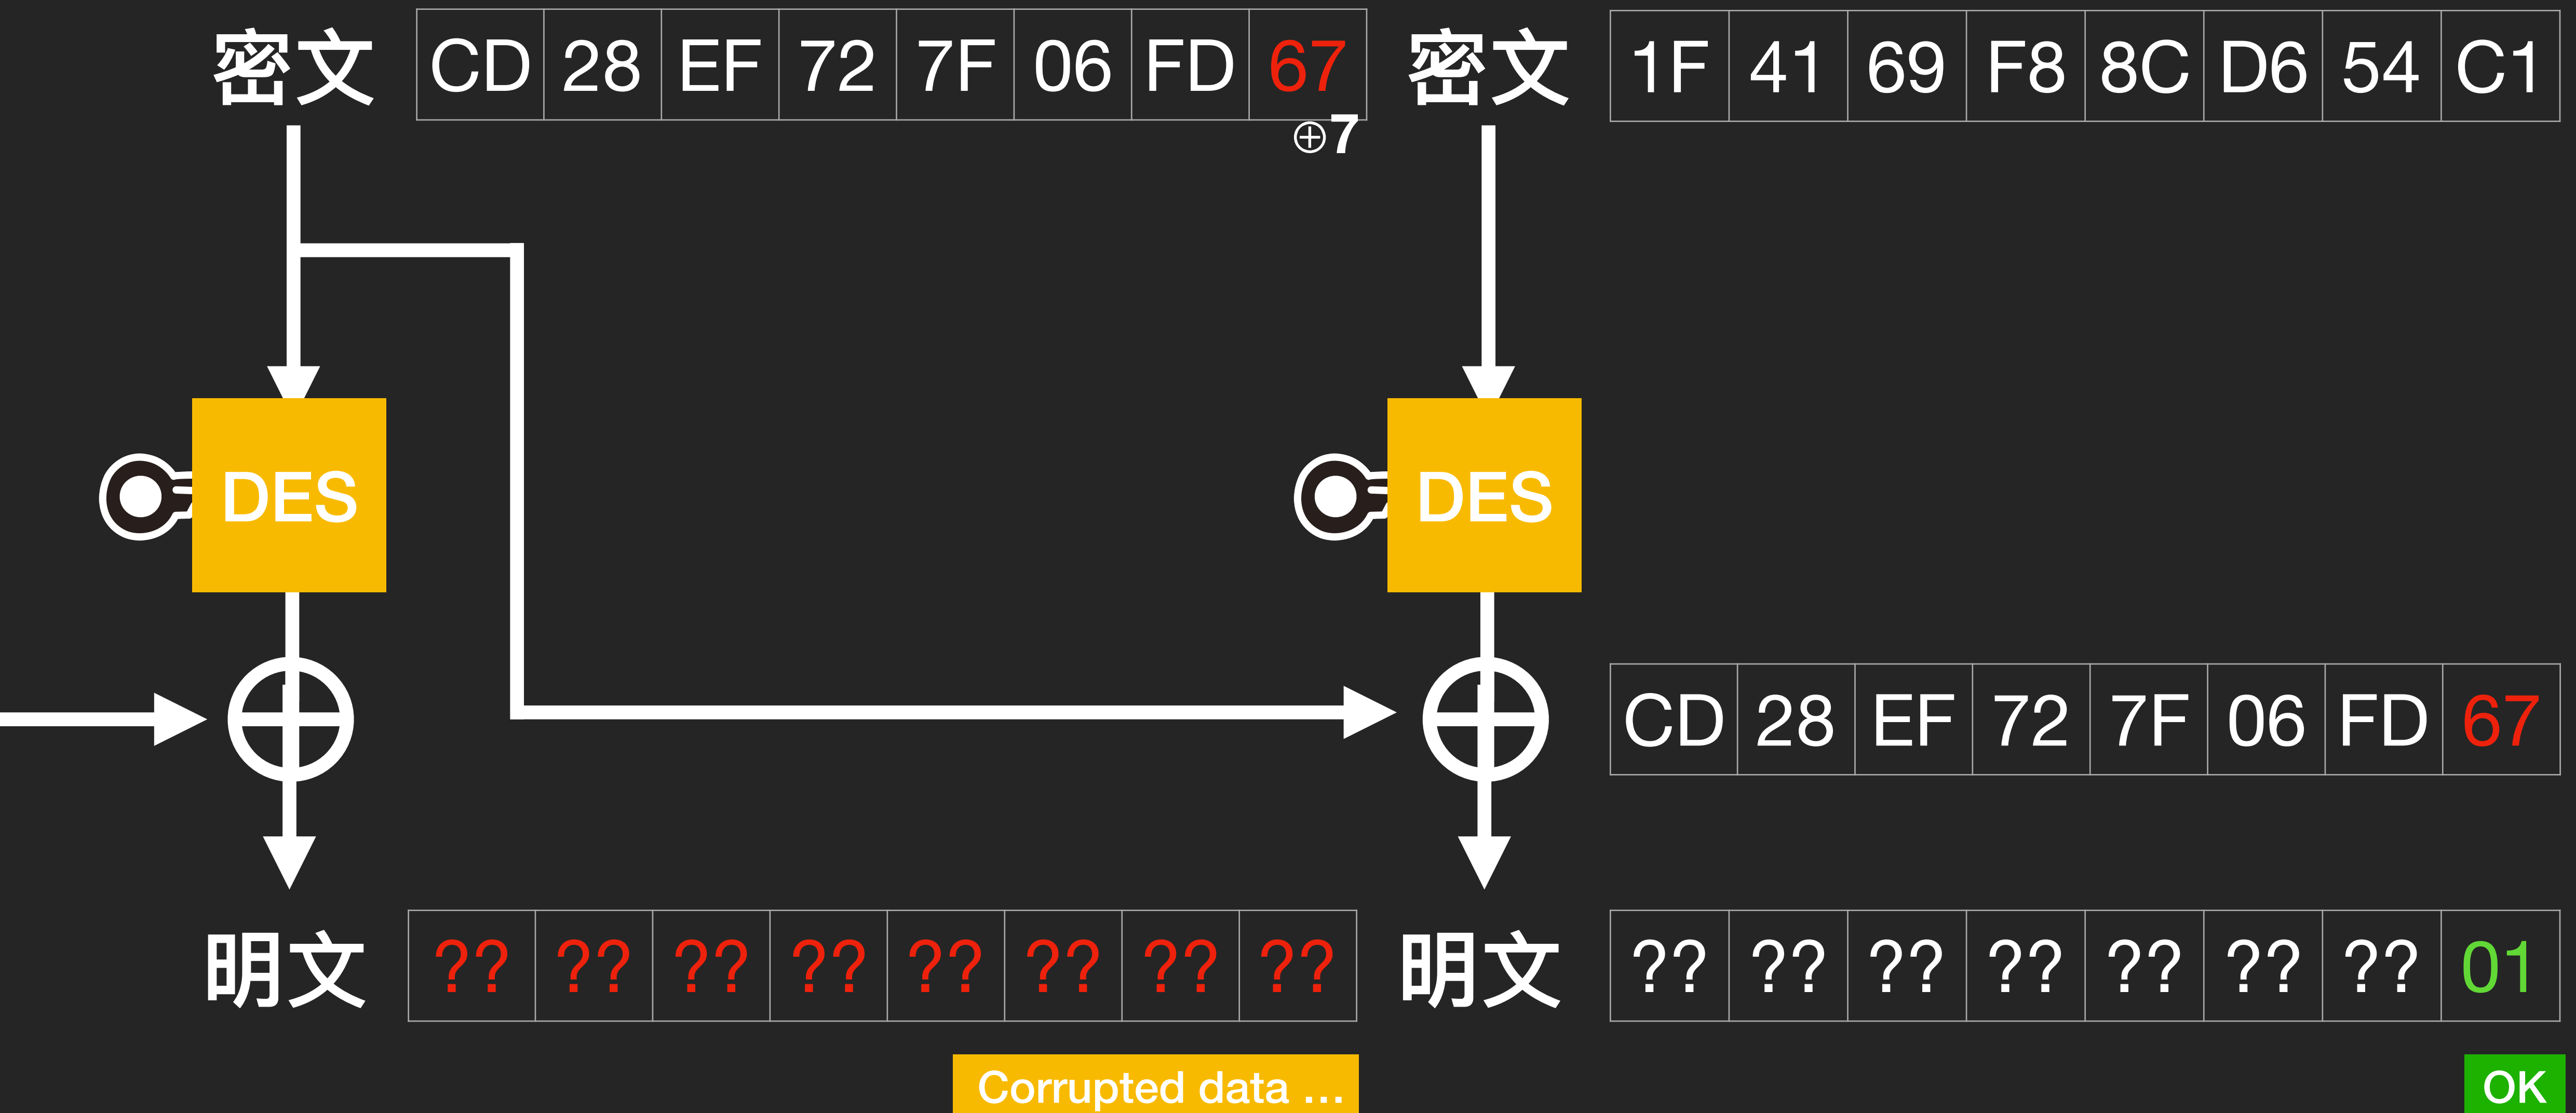 密文 CD 28 EF 72 7F 06 FD 67 密文 1F 41 69 F8 8C D6 54 C1
⊕7
DES DES
CD 28 EF 72 7F 06 FD 67
明文 ?? ?? ?? ?? ?? ?? ?? ?? 明文 ?? ?? ?? ?? ?? ?? ?? 01
Corrupted data ... OK